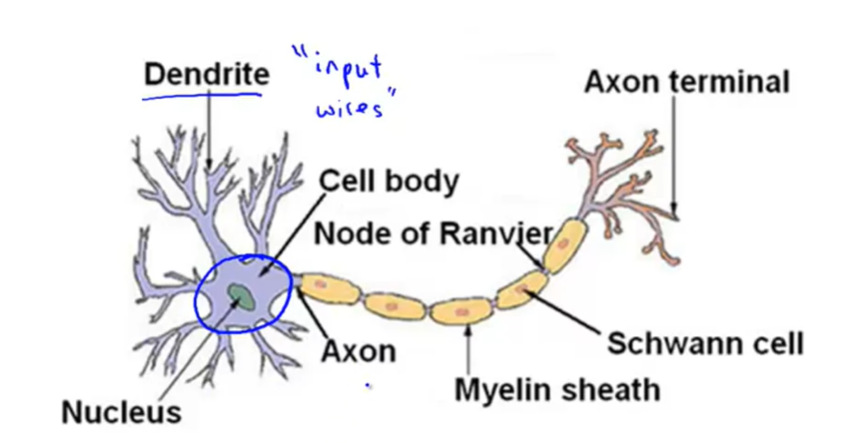 Dendrite
"input
wires"
Axon terminal
Cell body
Node of Ranvier
Axon
Schwann cell
Myelin sheath
Nucleus